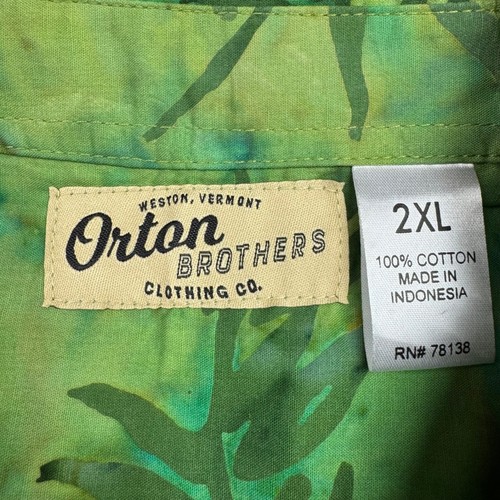 WESTON, VERMONT
Orton
BROTHERS
CLOTHING CO.
2XL
100% COTTON
MADE IN
INDONESIA
RN# 78138